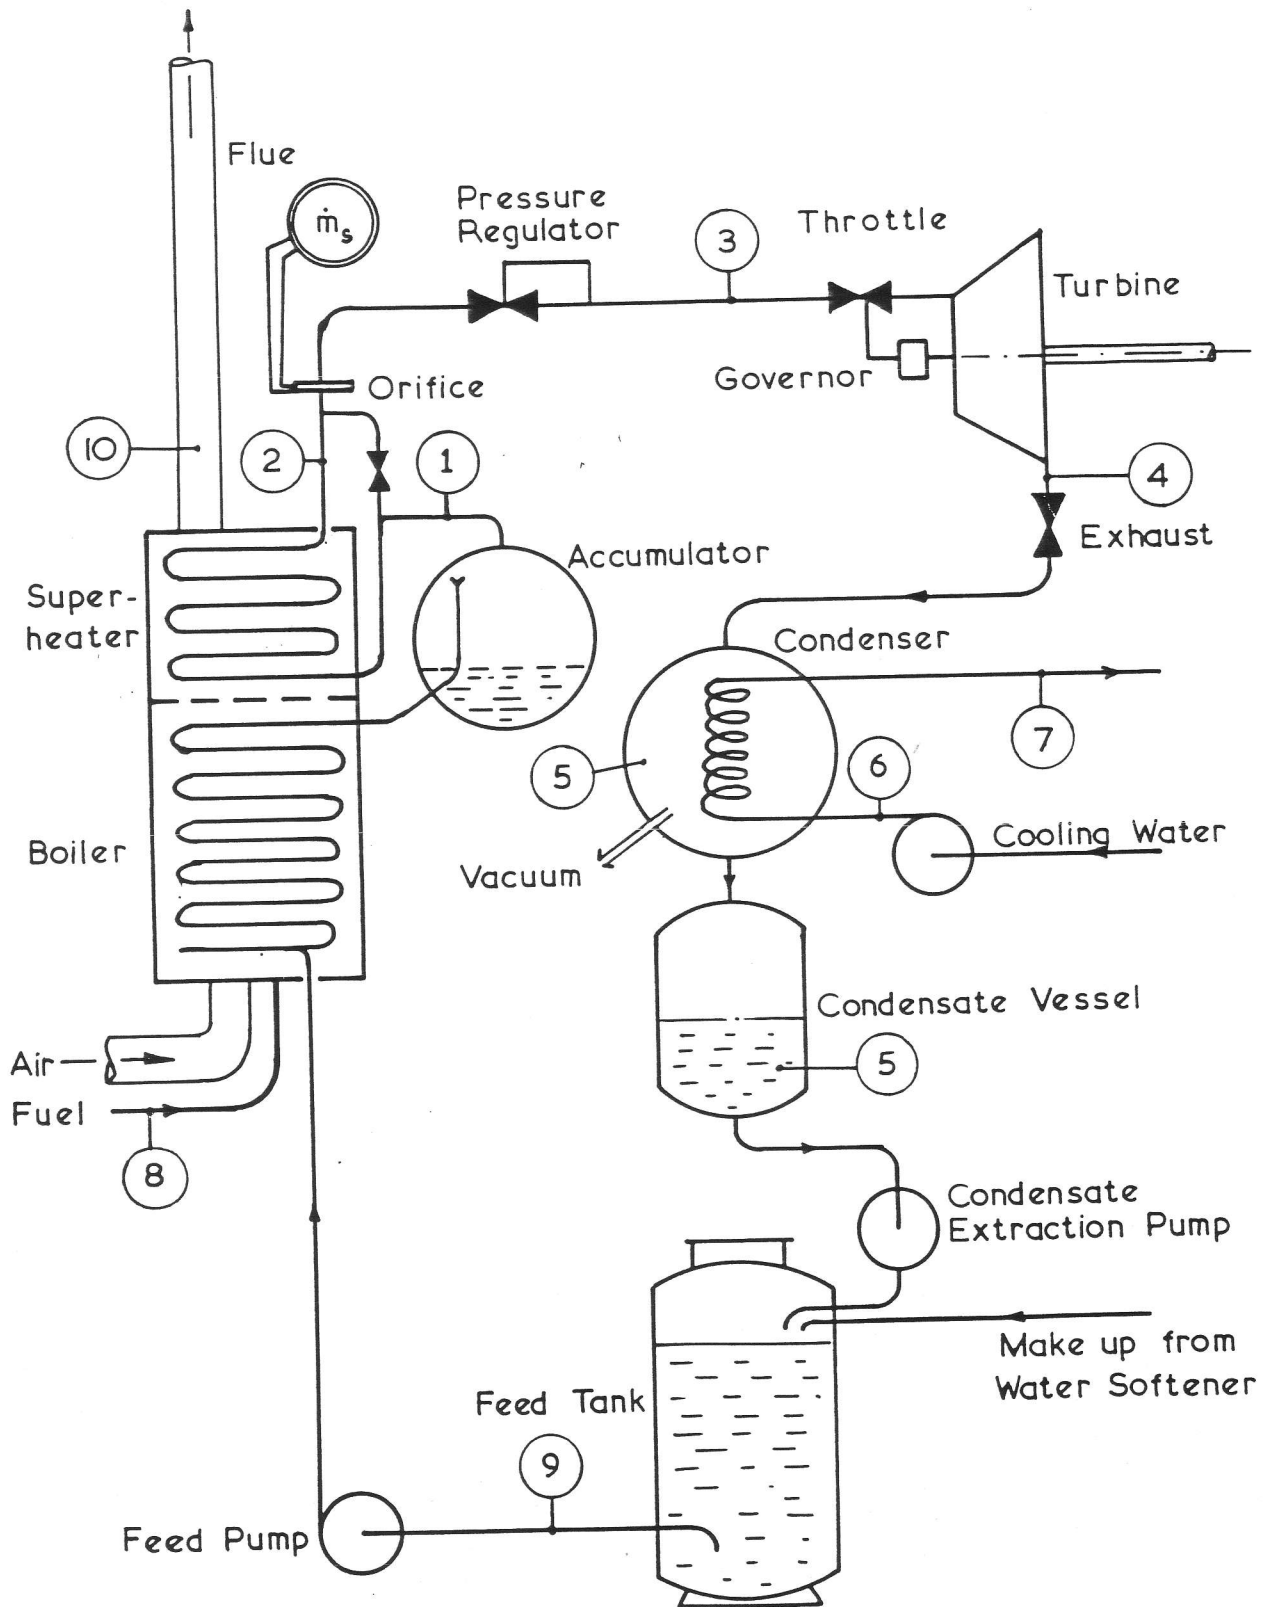 Flue
ṁs
Pressure
Regulator
3
Throttle
Turbine
Governor
Orifice
10
2
1
4
Exhaust
Accumulator
Super-
heater
Condenser
7
5
6
Cooling Water
Boiler
Vacuum
Condensate Vessel
5
Air
Fuel
8
Condensate
Extraction Pump
Make up from
Water Softener
Feed Tank
9
Feed Pump